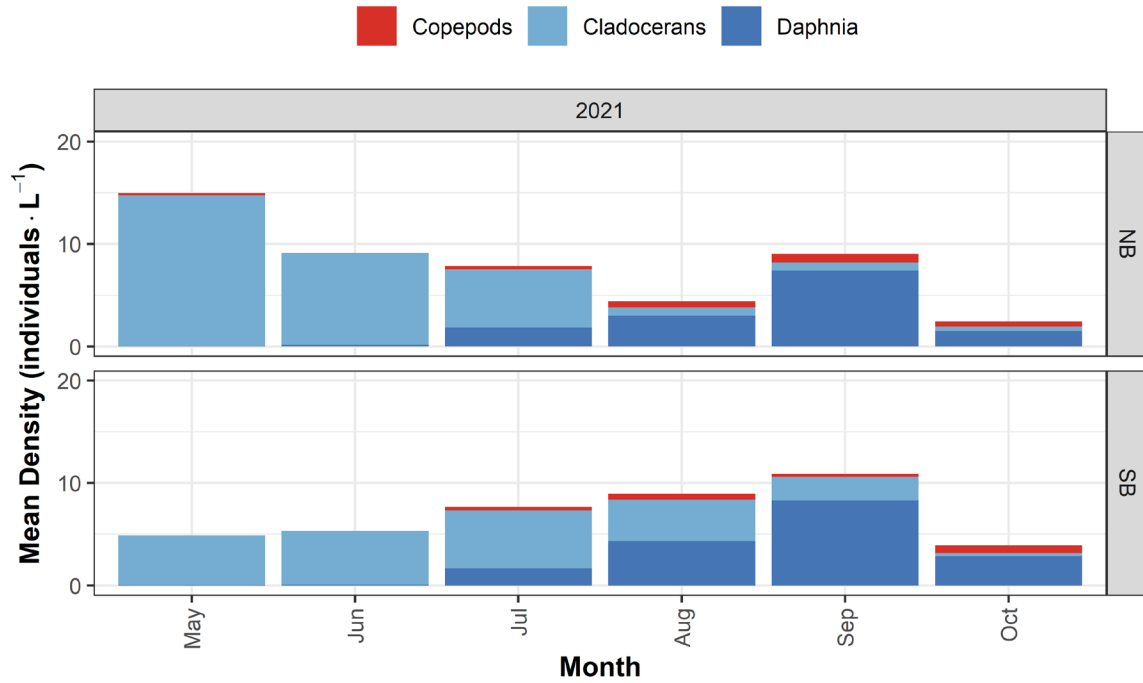 Copepods Cladocerans Daphnia
2021
Mean Density (individuals · L⁻¹)
20
10
0
NB
20
10
0
SB
May Jun Jul Aug Sep Oct
Month